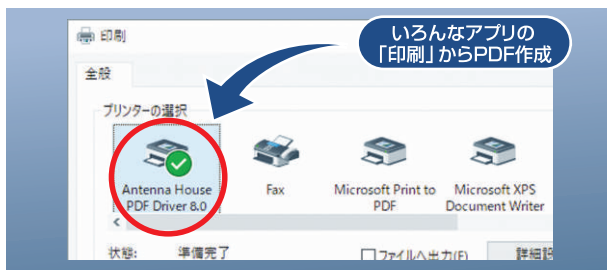 印刷
いろんなアプリの
「印刷」からPDF作成
全般
プリンターの選択
Antenna House
PDF Driver 8.0
Fax
Microsoft Print to
PDF
Microsoft XPS
Document Writer
状態: 準備完了
ファイルへ出力(F)
詳細設